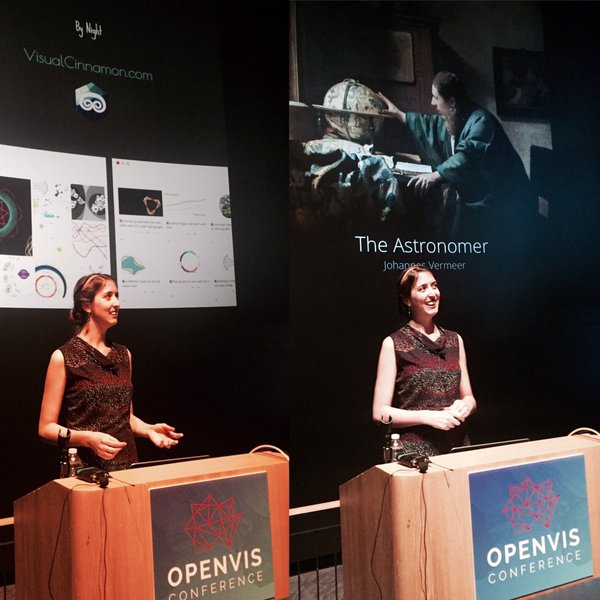 By Night
VisualCinnamon.com
The Astronomer
Johannes Vermeer
OPENVIS
CONFERENCE
OPENVIS
CONFERENCE